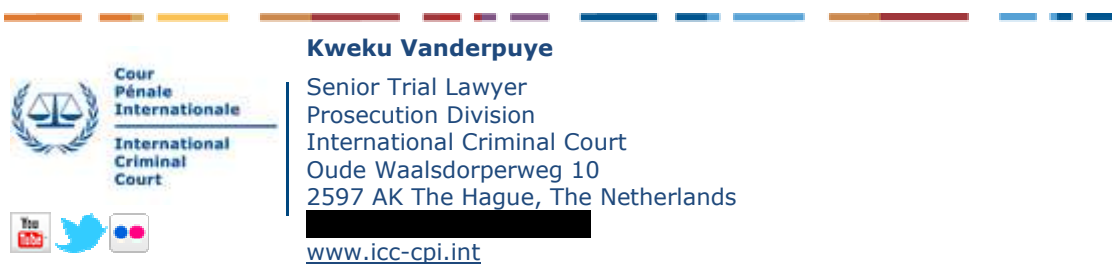 Cour
Pénale
Internationale
International
Criminal
Court
You
Tube
Kweku Vanderpuye
Senior Trial Lawyer
Prosecution Division
International Criminal Court
Oude Waalsdorperweg 10
2597 AK The Hague, The Netherlands
www.icc-cpi.int